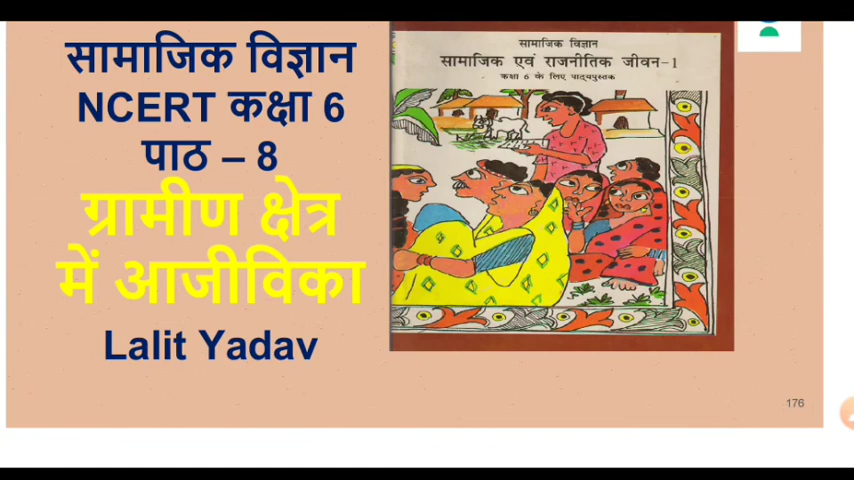 सामाजिक विज्ञान
NCERT कक्षा 6
पाठ – 8
ग्रामीण क्षेत्र
में आजीविका
Lalit Yadav
सामाजिक विज्ञान
सामाजिक एवं राजनीतिक जीवन-1
कक्षा 6 के लिए पाठ्यपुस्तक
176